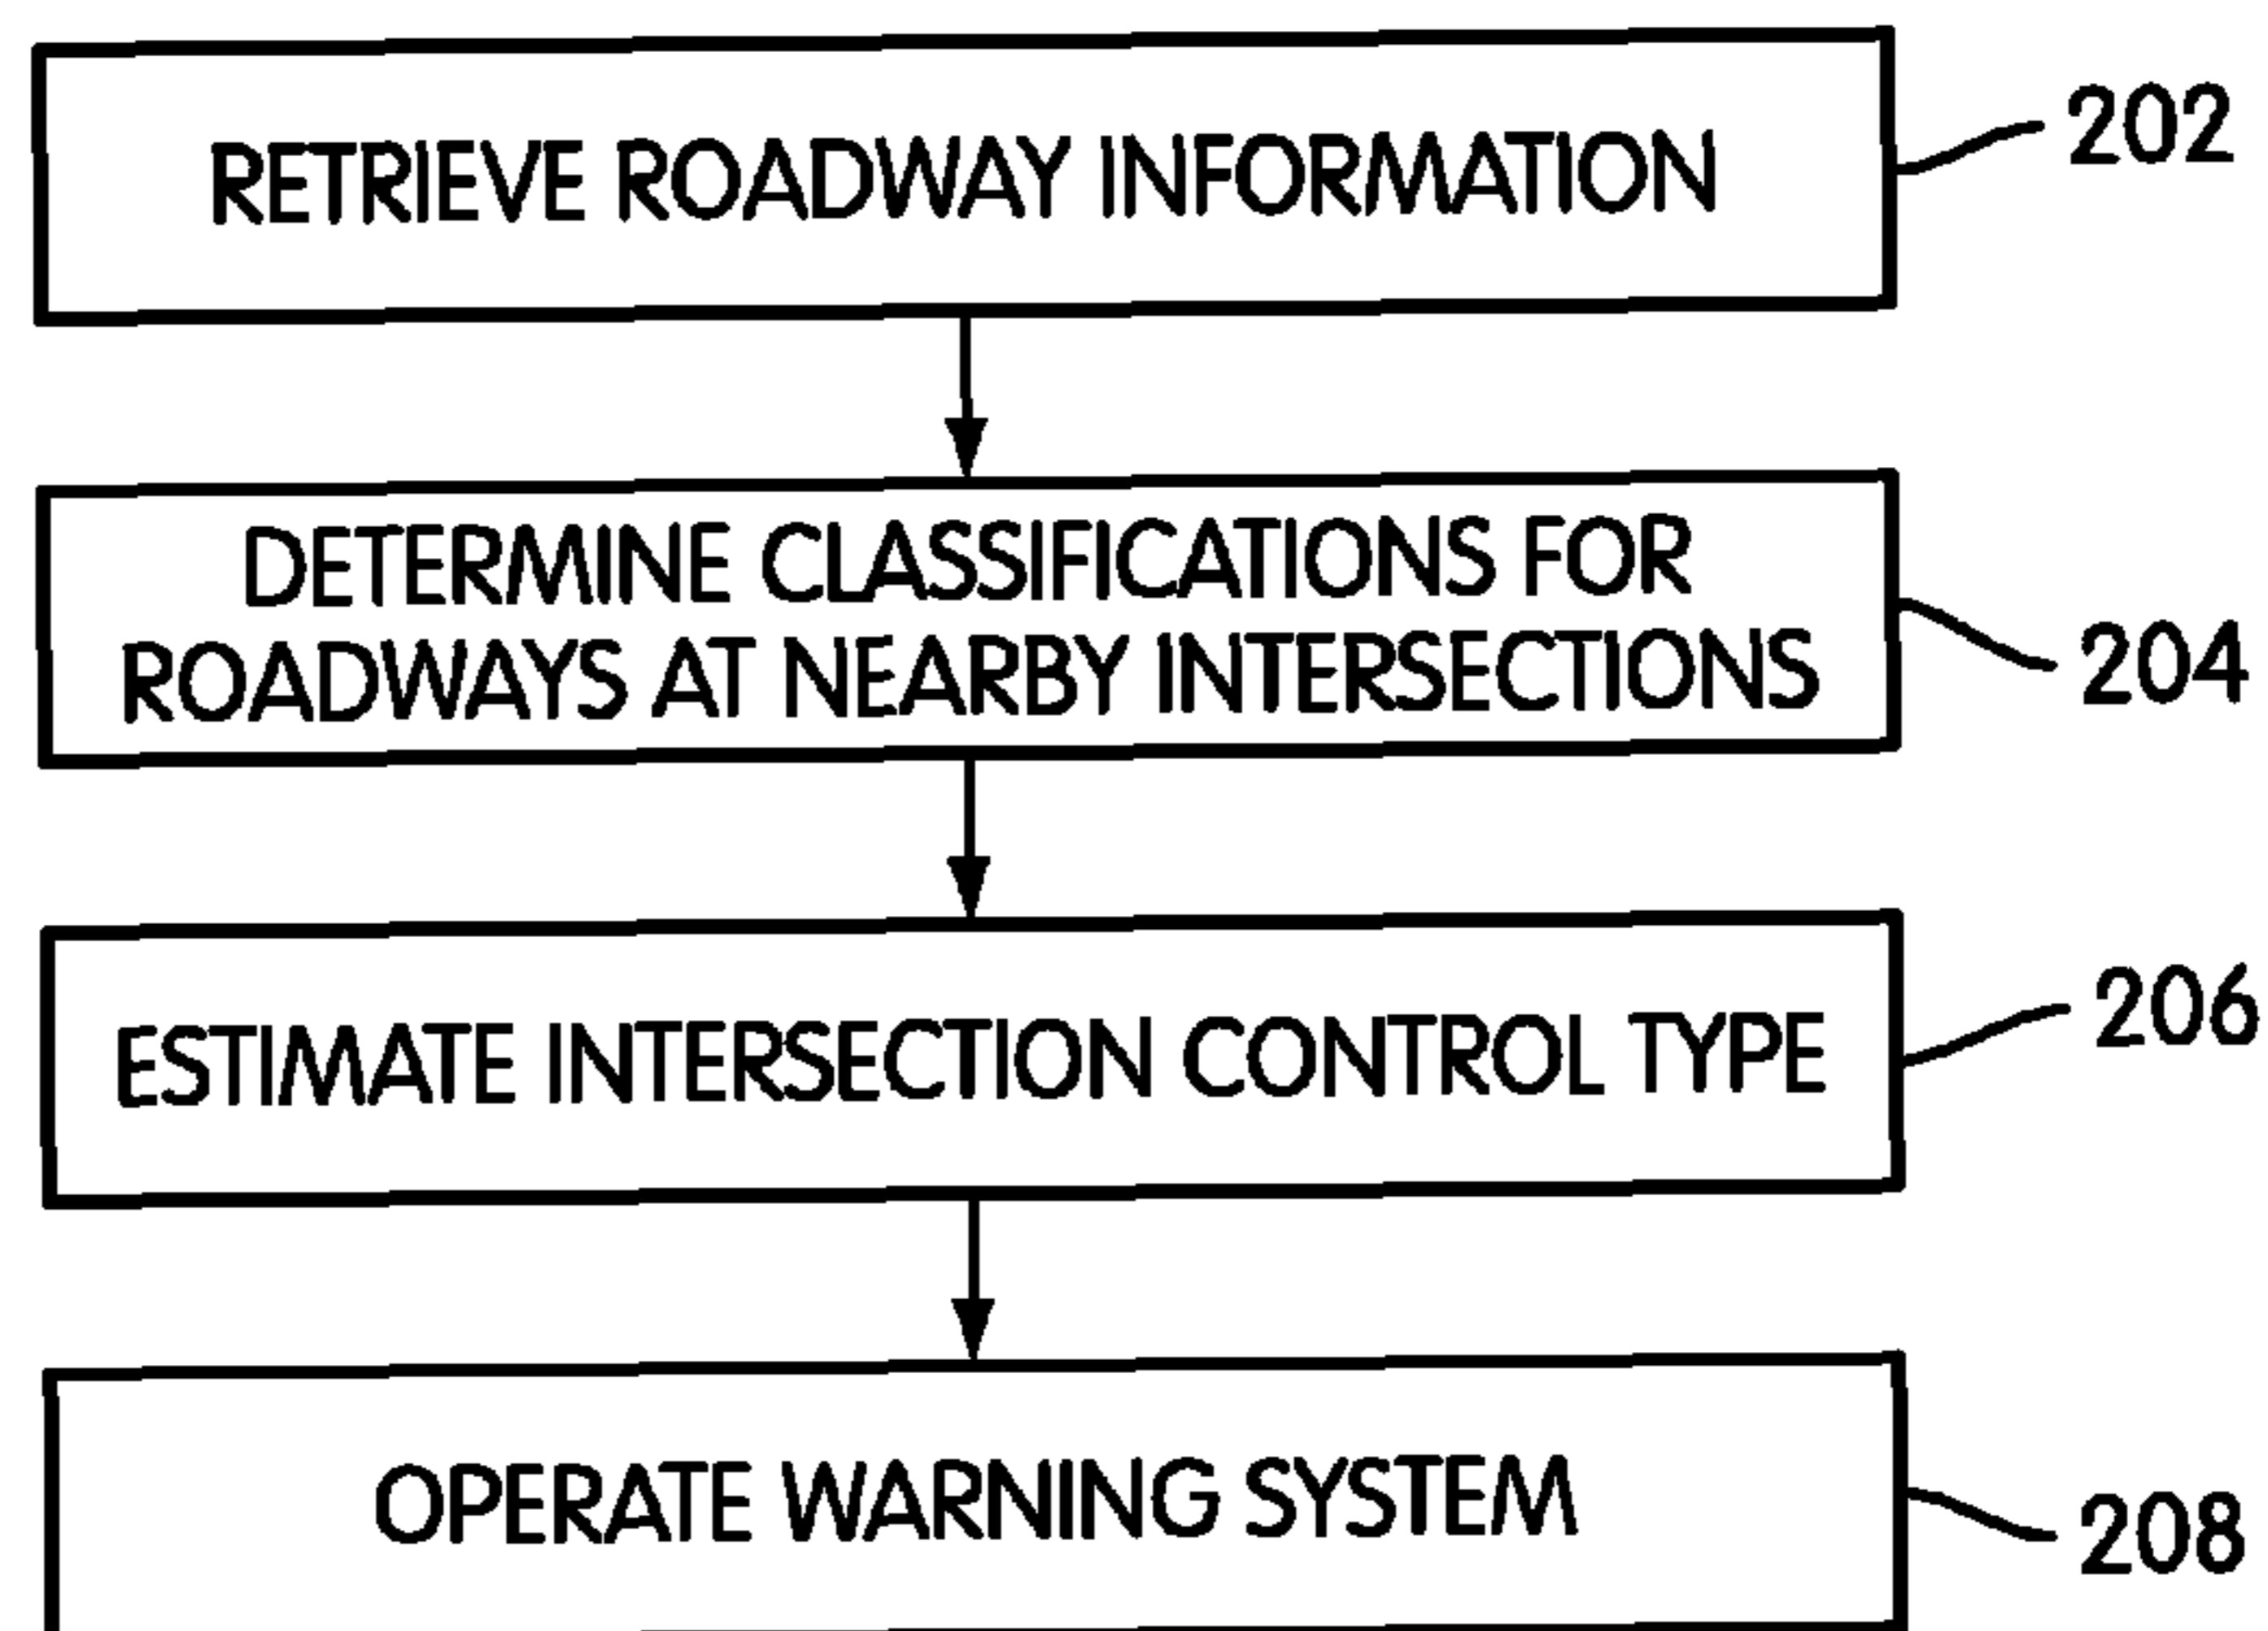 RETRIEVE ROADWAY INFORMATION
202
DETERMINE CLASSIFICATIONS FOR
ROADWAYS AT NEARBY INTERSECTIONS
204
ESTIMATE INTERSECTION CONTROL TYPE
206
OPERATE WARNING SYSTEM
208